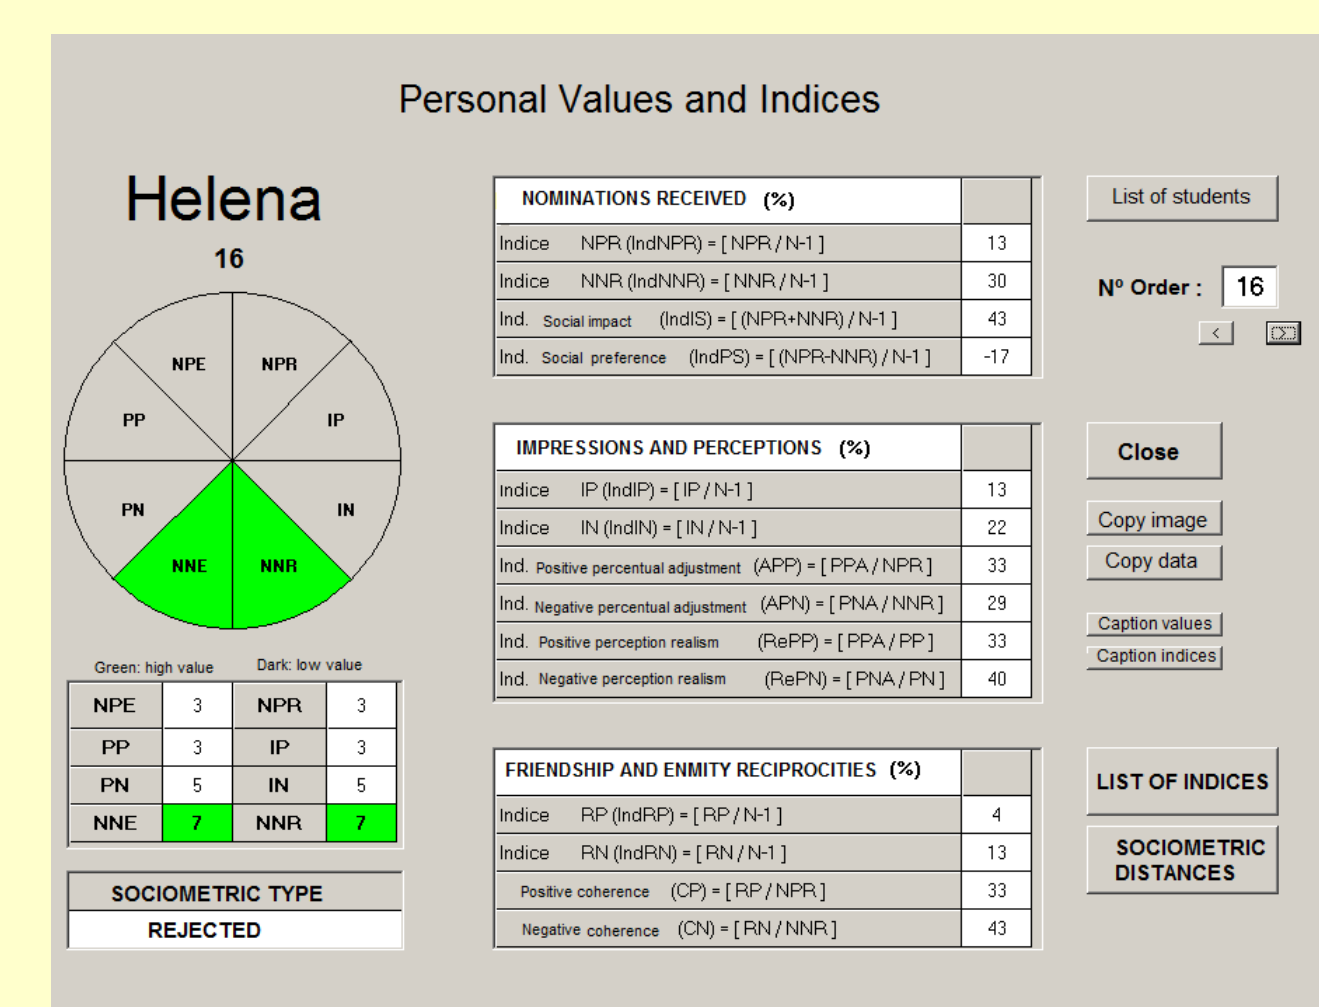 Personal Values and Indices
Helena
16
NPE NPR
PP IP
PN IN
NNE NNR
Green: high value Dark: low value
NPE 3 NPR 3
PP 3 IP 3
PN 5 IN 5
NNE 7 NNR 7
SOCIOMETRIC TYPE
REJECTED
NOMINATIONS RECEIVED (%)
Indice NPR (IndNPR) = [ NPR / N-1 ] 13
Indice NNR (IndNNR) = [ NNR / N-1 ] 30
Ind. Social impact (IndIS) = [ (NPR+NNR) / N-1 ] 43
Ind. Social preference (IndPS) = [ (NPR-NNR) / N-1 ] -17
IMPRESSIONS AND PERCEPTIONS (%)
Indice IP (IndIP) = [ IP / N-1 ] 13
Indice IN (IndIN) = [ IN / N-1 ] 22
Ind. Positive percentual adjustment (APP) = [ PPA / NPR ] 33
Ind. Negative percentual adjustment (APN) = [ PNA / NNR ] 29
Ind. Positive perception realism (RePP) = [ PPA / PP ] 33
Ind. Negative perception realism (RePN) = [ PNA / PN ] 40
FRIENDSHIP AND ENMITY RECIPROCITIES (%)
Indice RP (IndRP) = [ RP / N-1 ] 4
Indice RN (IndRN) = [ RN / N-1 ] 13
Positive coherence (CP) = [ RP / NPR ] 33
Negative coherence (CN) = [ RN / NNR ] 43
List of students
Nº Order : 16
< >
Close
Copy image
Copy data
Caption values
Caption indices
LIST OF INDICES
SOCIOMETRIC
DISTANCES